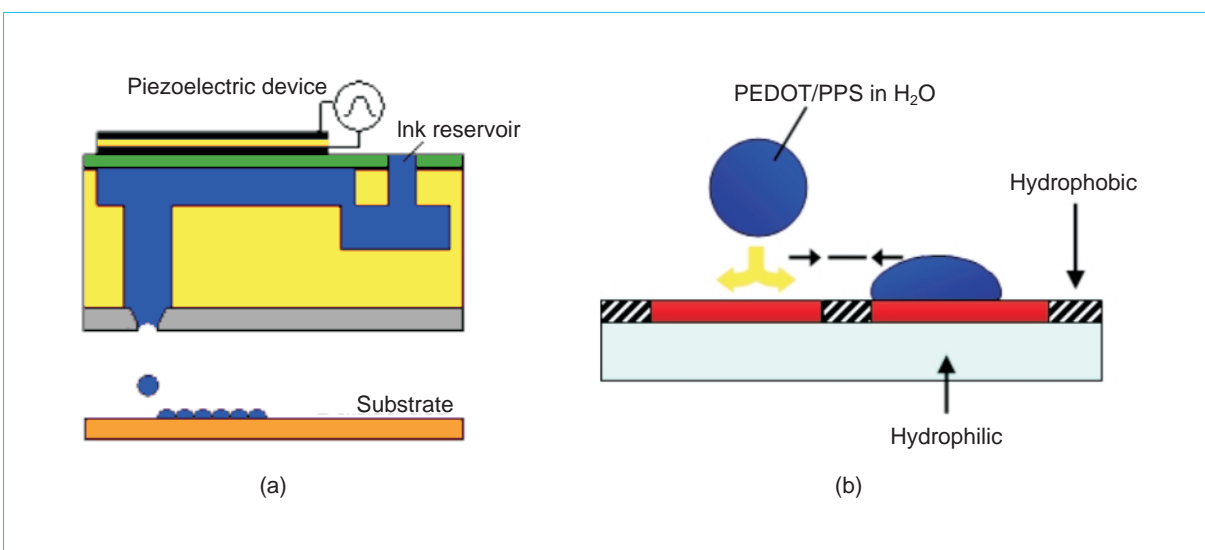 Piezoelectric device
Ink reservoir
Substrate
(a)
PEDOT/PPS in H₂O
Hydrophobic
Hydrophilic
(b)